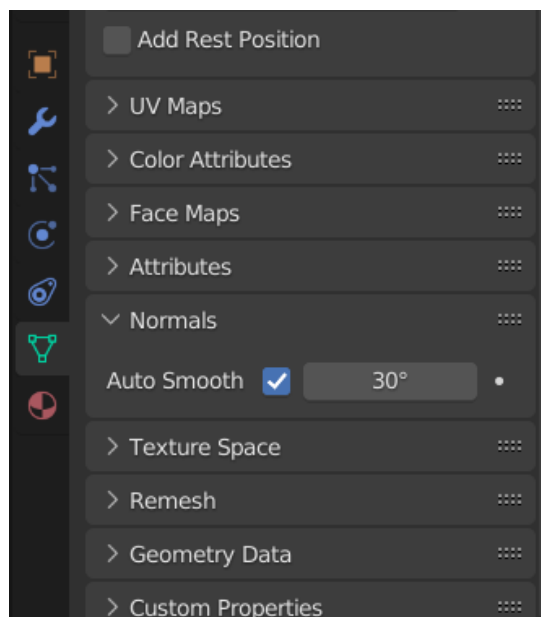 Add Rest Position
UV Maps
Color Attributes
Face Maps
Attributes
Normals
Auto Smooth 30°
Texture Space
Remesh
Geometry Data
Custom Properties